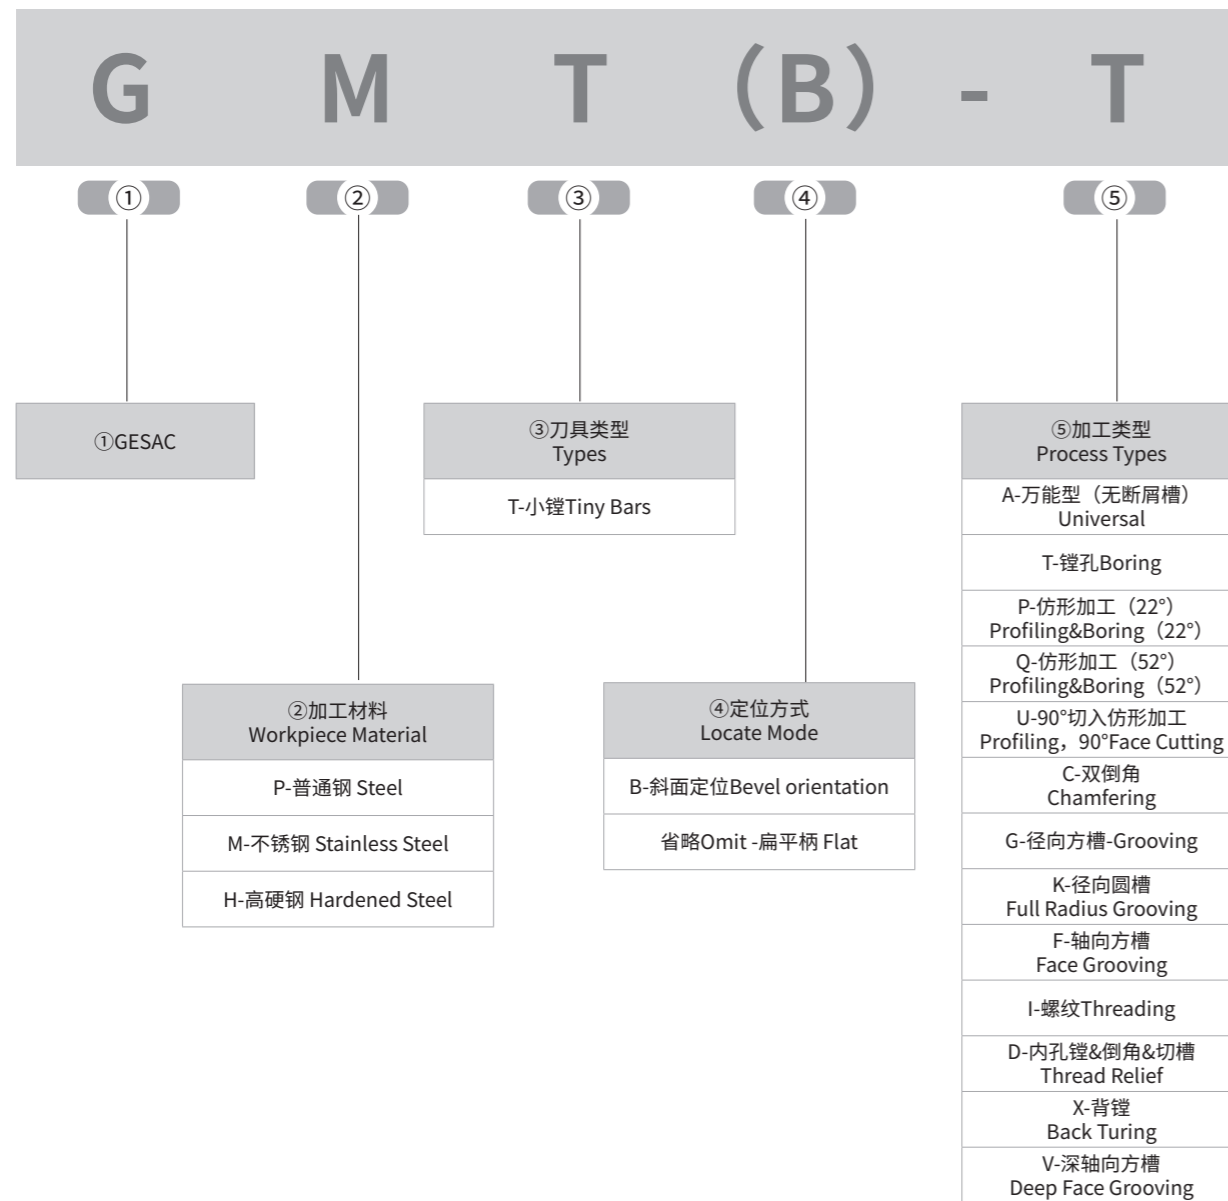 G M T (B) - T
① ② ③ ④ ⑤
①GESAC
③刀具类型
Types
T-小镗Tiny Bars
②加工材料
Workpiece Material
P-普通钢 Steel
M-不锈钢 Stainless Steel
H-高硬钢 Hardened Steel
④定位方式
Locate Mode
B-斜面定位Bevel orientation
省略Omit -扁平柄 Flat
⑤加工类型
Process Types
A-万能型（无断屑槽）
Universal
T-镗孔Boring
P-仿形加工（22°）
Profiling&Boring（22°）
Q-仿形加工（52°）
Profiling&Boring（52°）
U-90°切入仿形加工
Profiling，90°Face Cutting
C-双倒角
Chamfering
G-径向方槽-Grooving
K-径向圆槽
Full Radius Grooving
F-轴向方槽
Face Grooving
I-螺纹Threading
D-内孔镗&倒角&切槽
Thread Relief
X-背镗
Back Turing
V-深轴向方槽
Deep Face Grooving